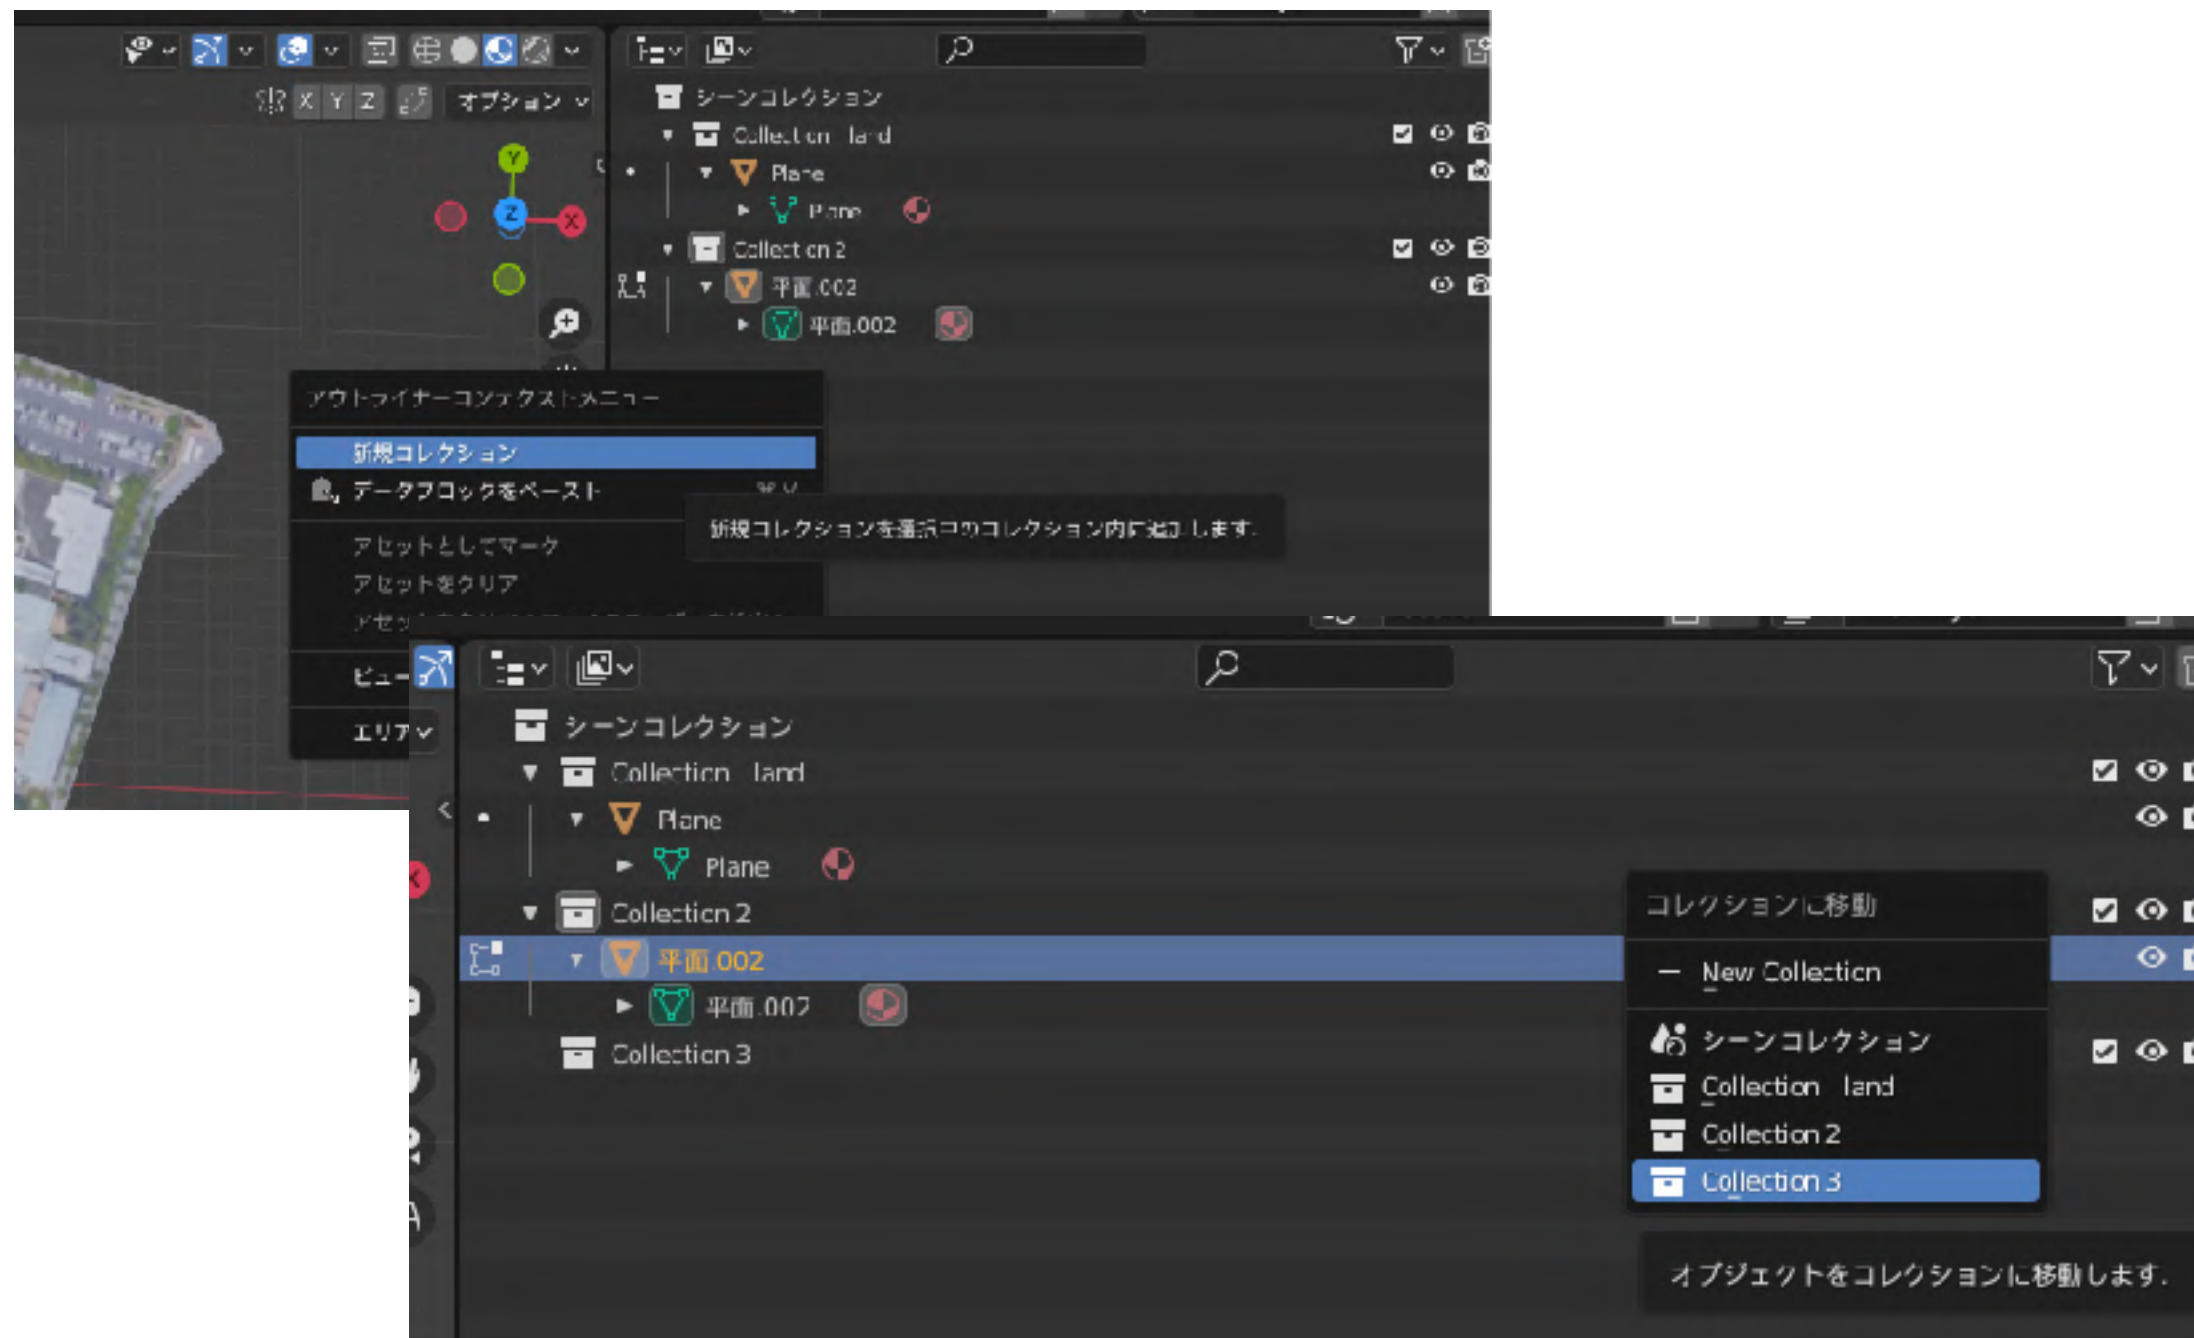 X Y Z
オプション
Y
Z
X
シーンコレクション
Collection land
Plane
Plane
Collection 2
平面.002
平面.002
アウトライナーコンテクストメニュー
新規コレクション
データブロックをペースト
新規コレクションを選択中のコレクション内に追加します.
アセットとしてマーク
アセットをクリア
ビュー
エリア
シーンコレクション
Collection land
Plane
Plane
Collection 2
平面.002
平面.002
Collection 3
コレクションに移動
New Collection
シーンコレクション
Collection land
Collection 2
Collection 3
オブジェクトをコレクションに移動します.